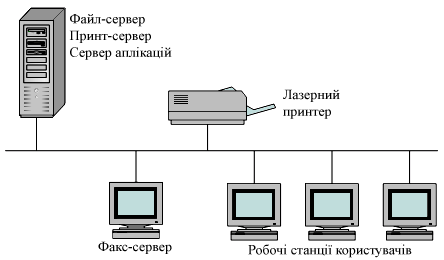 Файл-сервер
Принт-сервер
Сервер аплікацій
Лазерний
принтер
Факс-сервер
Робочі станції користувачів